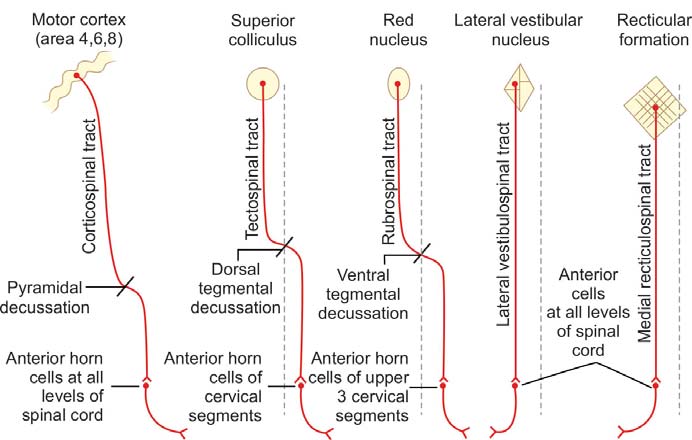 Motor cortex
(area 4,6,8)
Superior
colliculus
Red
nucleus
Lateral vestibular
nucleus
Recticular
formation
Corticospinal tract
Tectospinal tract
Rubrospinal tract
Lateral vestibulospinal tract
Medial recticulospinal tract
Pyramidal
decussation
Dorsal
tegmental
decussation
Ventral
tegmental
decussation
Anterior
cells
at all levels
of spinal
cord
Anterior horn
cells at all
levels of
spinal cord
Anterior horn
cells of
cervical
segments
Anterior horn
cells of upper
3 cervical
segments